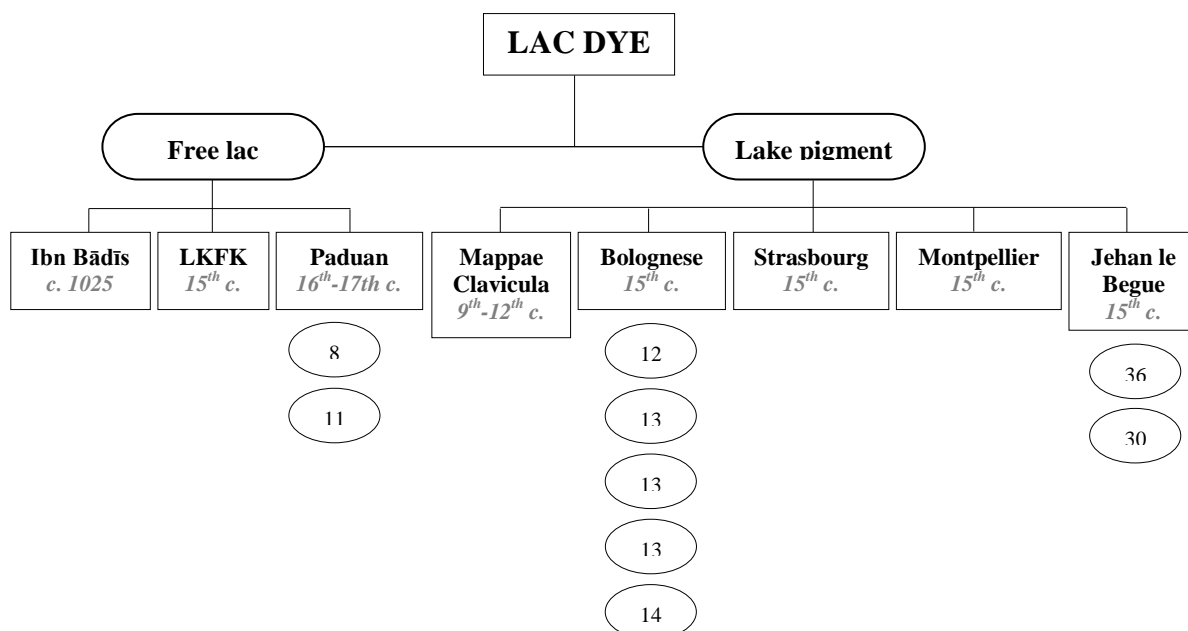 LAC DYE
Free lac
Lake pigment
Ibn Bādīs
c. 1025
LKFK
15th c.
Paduan
16th-17th c.
Mappae
Clavicula
9th-12th c.
Bolognese
15th c.
Strasbourg
15th c.
Montpellier
15th c.
Jehan le
Begue
15th c.
8
11
12
13
13
13
14
36
30